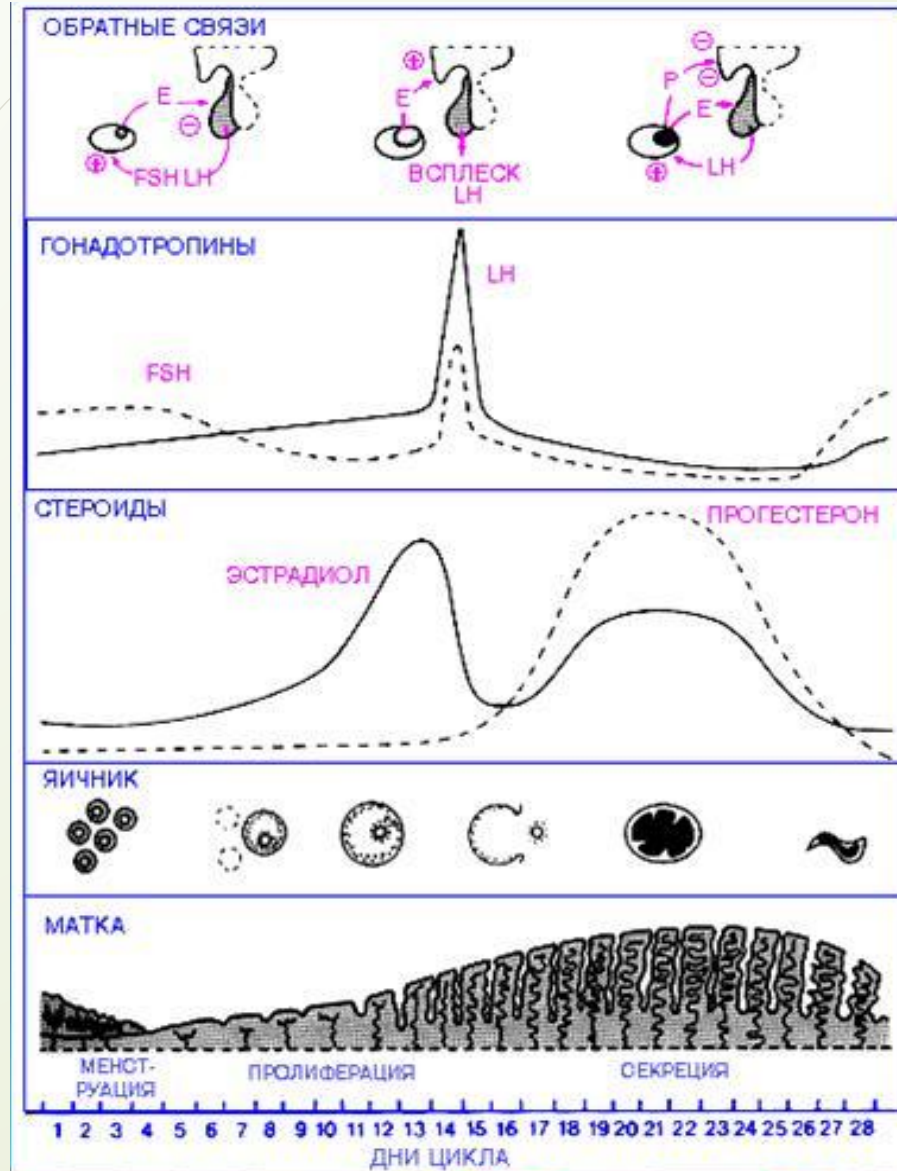 ОБРАТНЫЕ СВЯЗИ
E
⊖
⊕
FSH LH
⊕
E
ВСПЛЕСК
LH
⊖
P
⊖
E
LH
⊕
ГОНАДОТРОПИНЫ
LH
FSH
СТЕРОИДЫ
ПРОГЕСТЕРОН
ЭСТРАДИОЛ
ЯИЧНИК
МАТКА
МЕНСТ-
РУАЦИЯ
ПРОЛИФЕРАЦИЯ
СЕКРЕЦИЯ
1 2 3 4 5 6 7 8 9 10 11 12 13 14 15 16 17 18 19 20 21 22 23 24 25 26 27 28
ДНИ ЦИКЛА